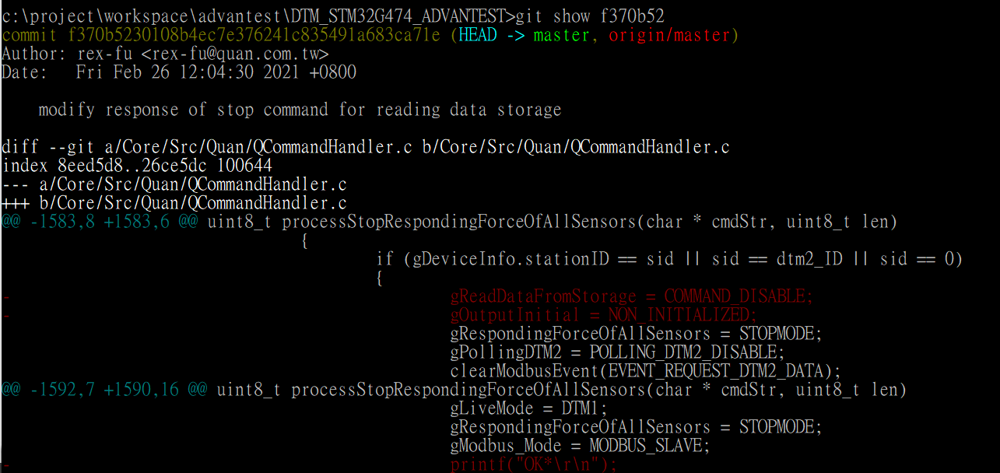 c:\project\workspace\advantest\DTM_STM32G474_ADVANTEST>git show f370b52
commit f370b5230108b4ec7e376241c835491a683ca71e (HEAD -> master, origin/master)
Author: rex-fu <rex-fu@quan.com.tw>
Date:   Fri Feb 26 12:04:30 2021 +0800
    modify response of stop command for reading data storage
diff --git a/Core/Src/Quan/QCommandHandler.c b/Core/Src/Quan/QCommandHandler.c
index 8eed5d8..26ce5dc 100644
--- a/Core/Src/Quan/QCommandHandler.c
+++ b/Core/Src/Quan/QCommandHandler.c
@@ -1583,8 +1583,6 @@ uint8_t processStopRespondingForceOfAllSensors(char * cmdStr, uint8_t len)
{
if (gDeviceInfo.stationID == sid || sid == dtm2_ID || sid == 0)
{
- gReadDataFromStorage = COMMAND_DISABLE;
- gOutputInitial = NON_INITIALIZED;
gRespondingForceOfAllSensors = STOPMODE;
gPollingDTM2 = POLLING_DTM2_DISABLE;
clearModbusEvent(EVENT_REQUEST_DTM2_DATA);
@@ -1592,7 +1590,16 @@ uint8_t processStopRespondingForceOfAllSensors(char * cmdStr, uint8_t len)
gLiveMode = DTM1;
gRespondingForceOfAllSensors = STOPMODE;
gModbus_Mode = MODBUS_SLAVE;
- printf("OK*\r\n");